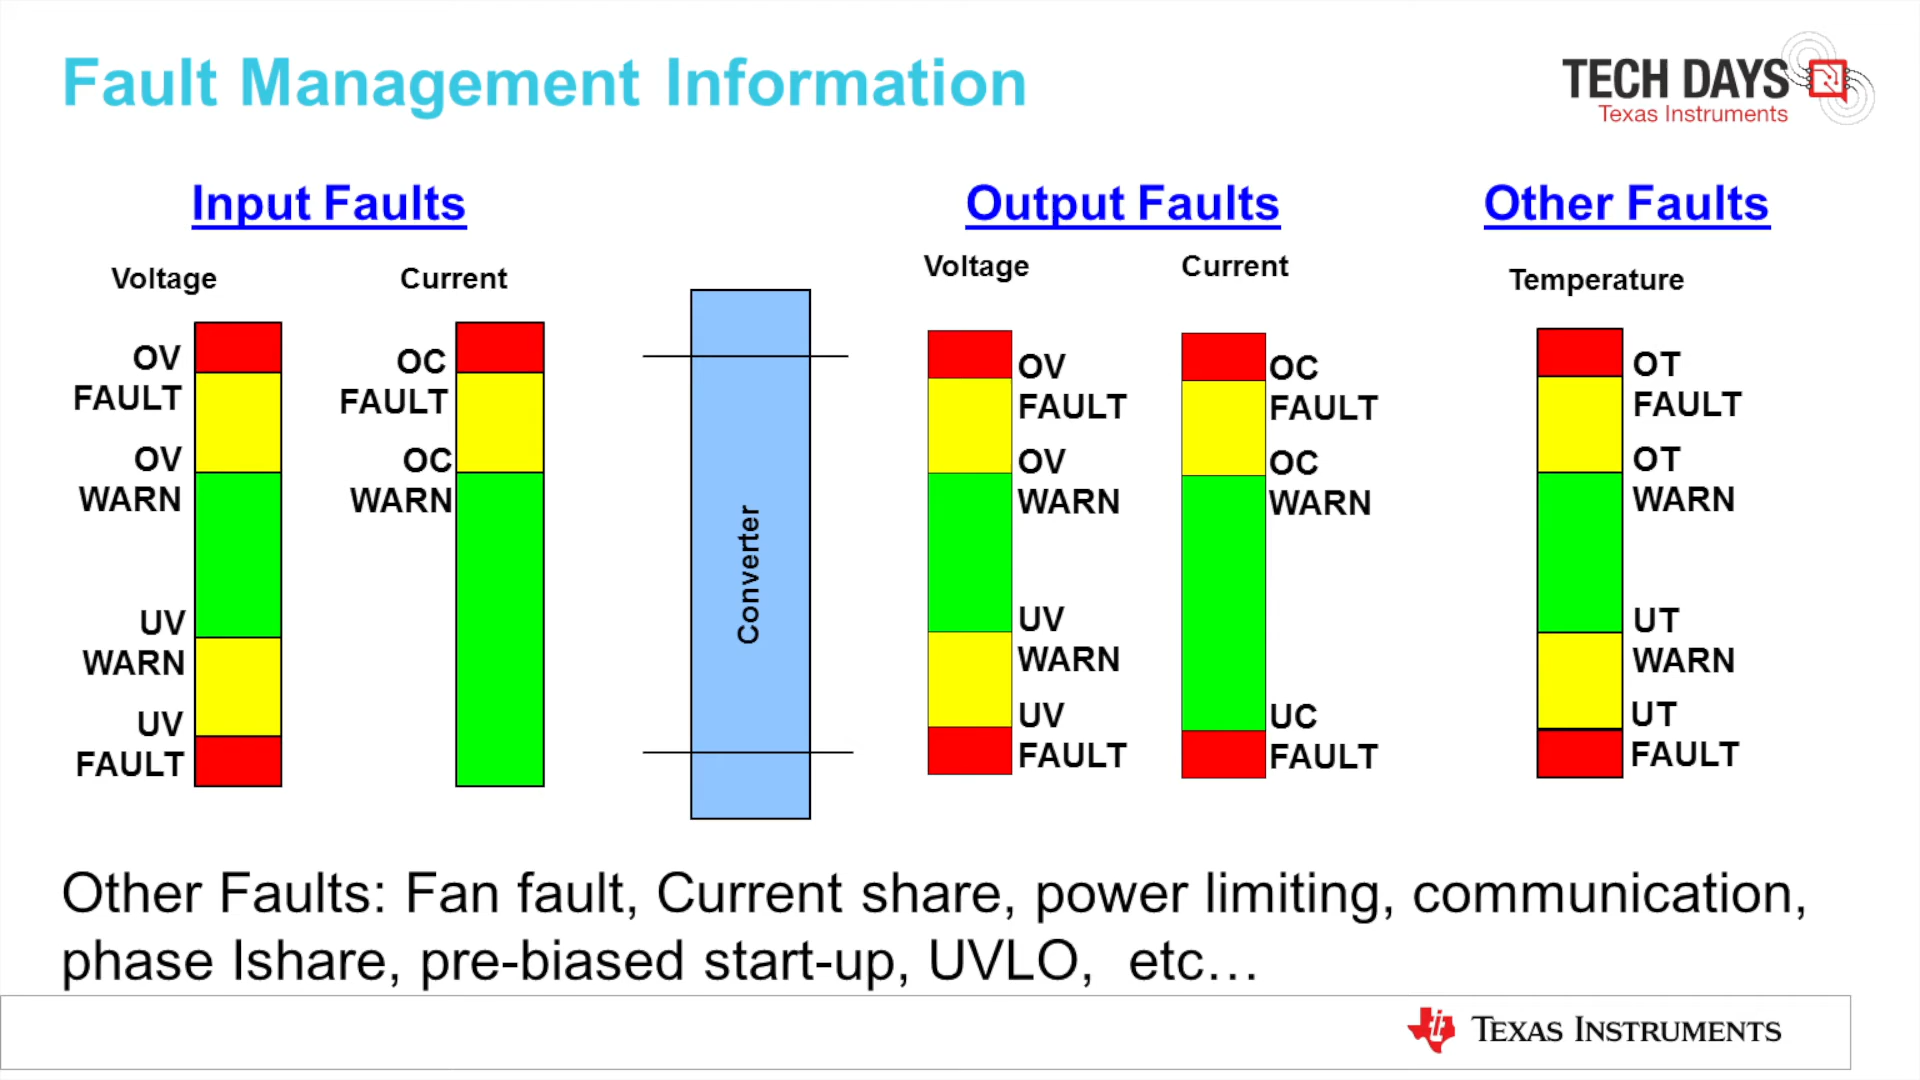 Fault Management Information
TECH DAYS
Texas Instruments
Input Faults
Voltage
OV
FAULT
OV
WARN
UV
WARN
UV
FAULT
Current
OC
FAULT
OC
WARN
Converter
Output Faults
Voltage
OV
FAULT
OV
WARN
UV
WARN
UV
FAULT
Current
OC
FAULT
OC
WARN
UC
FAULT
Other Faults
Temperature
OT
FAULT
OT
WARN
UT
WARN
UT
FAULT
Other Faults: Fan fault, Current share, power limiting, communication,
phase Ishare, pre-biased start-up, UVLO, etc…
TEXAS INSTRUMENTS